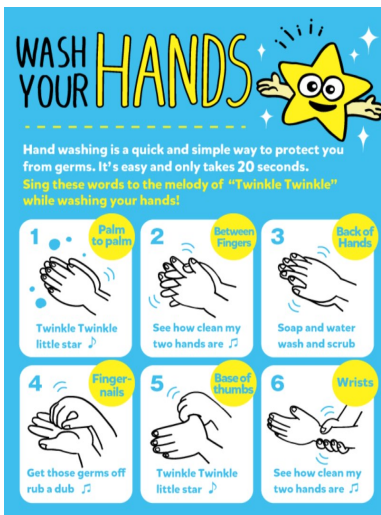 WASH
YOUR
HANDS
Hand washing is a quick and simple way to protect you
from germs. It's easy and only takes 20 seconds.
Sing these words to the melody of “Twinkle Twinkle”
while washing your hands!
1
Palm
to palm
Twinkle Twinkle
little star ♪
2
Between
Fingers
See how clean my
two hands are ♫
3
Back of
Hands
Soap and water
wash and scrub
4
Finger-
nails
Get those germs off
rub a dub ♫
5
Base of
thumbs
Twinkle Twinkle
little star ♪
6
Wrists
See how clean my
two hands are ♫